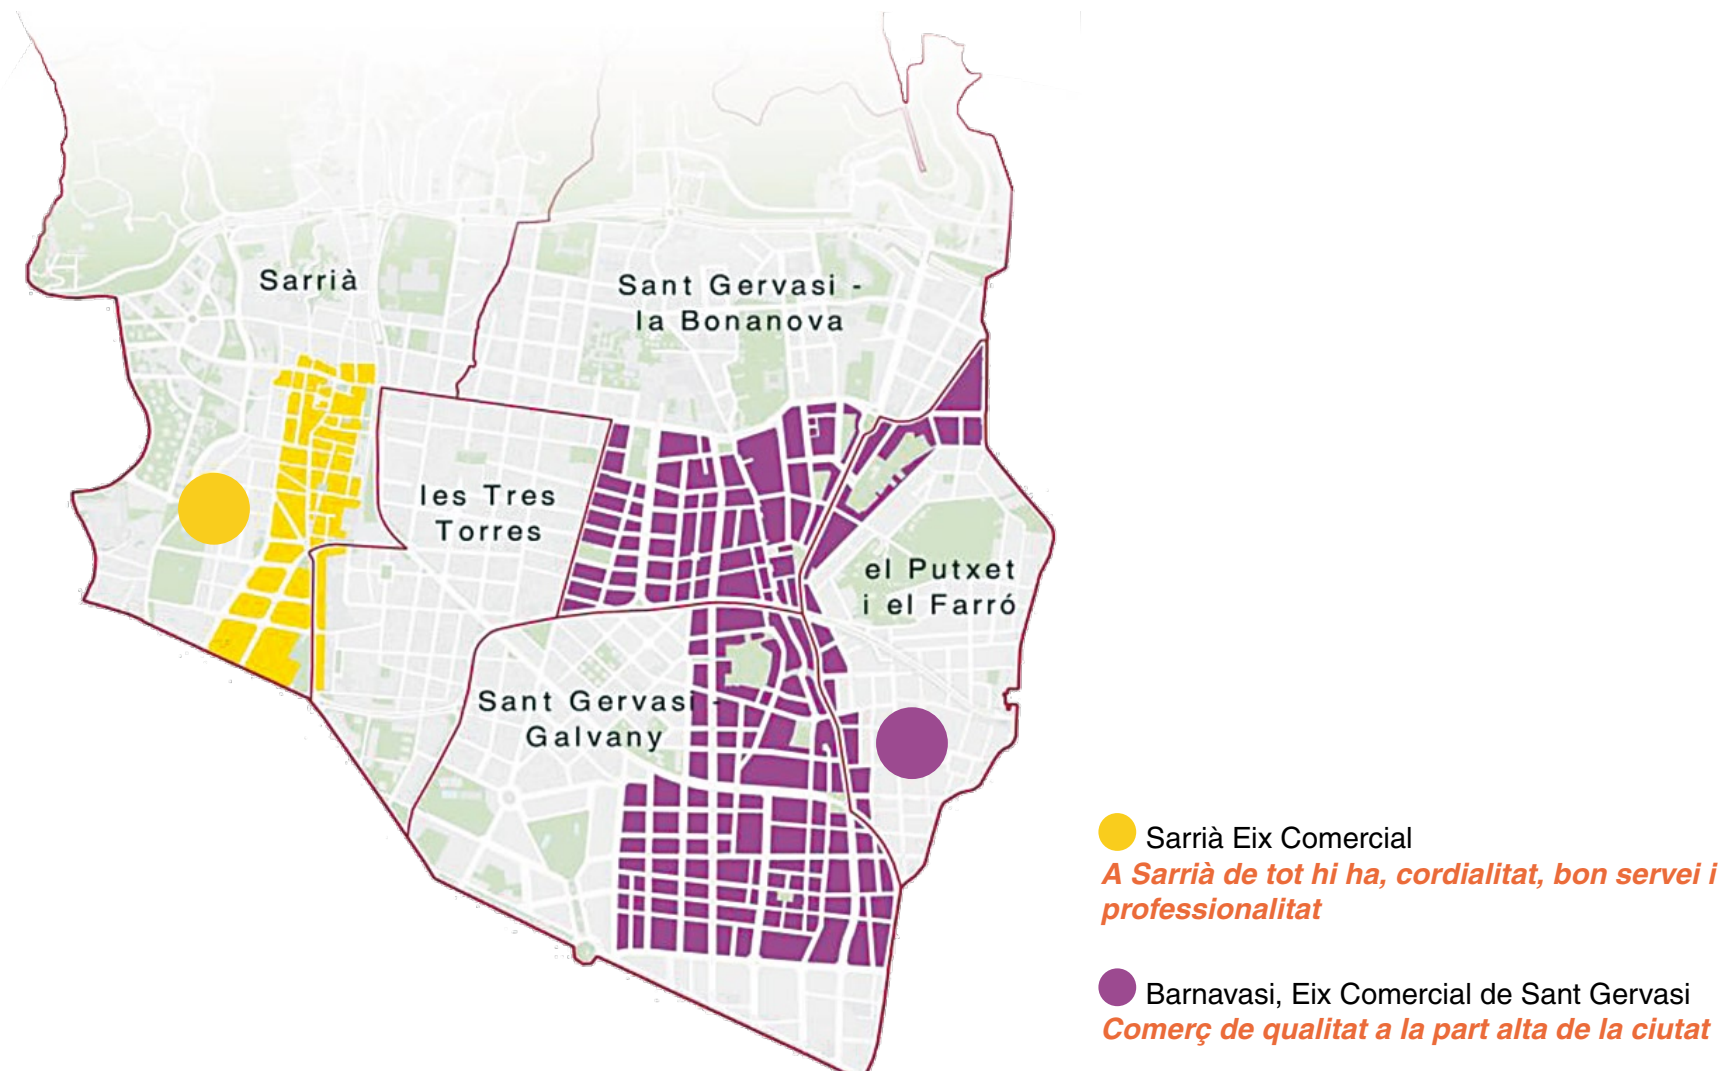 Sarrià
Sant Gervasi -
la Bonanova
les Tres
Torres
el Putxet
i el Farró
Sant Gervasi -
Galvany
Sarrià Eix Comercial
A Sarrià de tot hi ha, cordialitat, bon servei i
professionalitat
Barnavasi, Eix Comercial de Sant Gervasi
Comerç de qualitat a la part alta de la ciutat